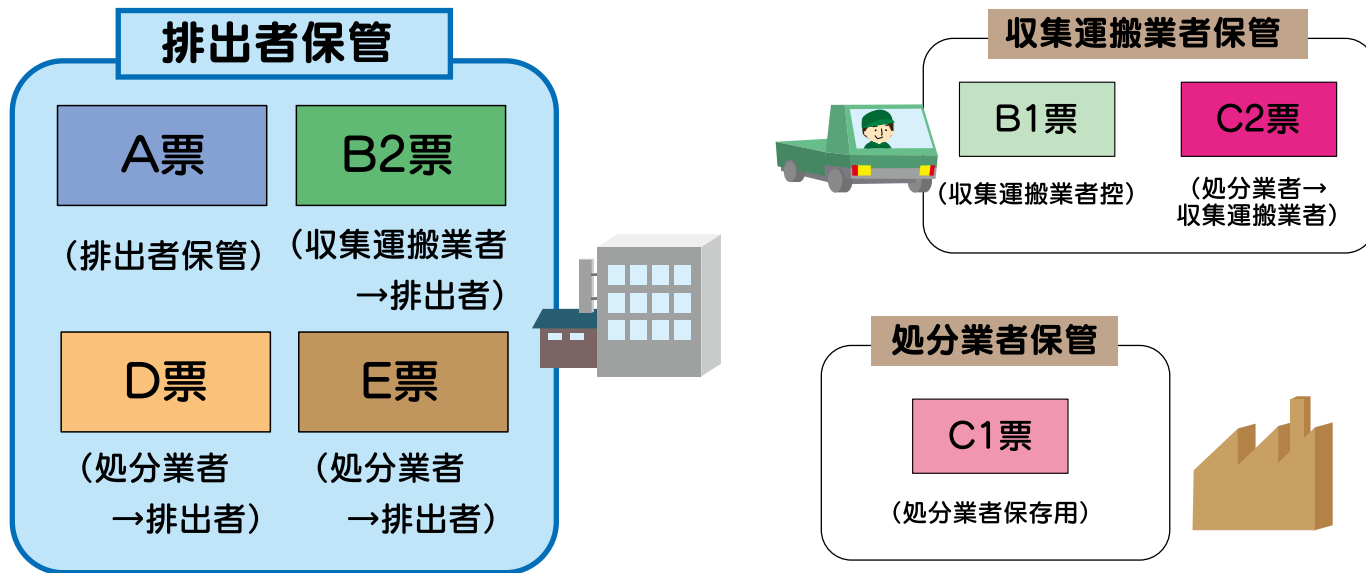 排出者保管
A票
(排出者保管)
B2票
(収集運搬業者
→排出者)
D票
(処分業者
→排出者)
E票
(処分業者
→排出者)
収集運搬業者保管
B1票
(収集運搬業者控)
C2票
(処分業者→
収集運搬業者)
処分業者保管
C1票
(処分業者保存用)